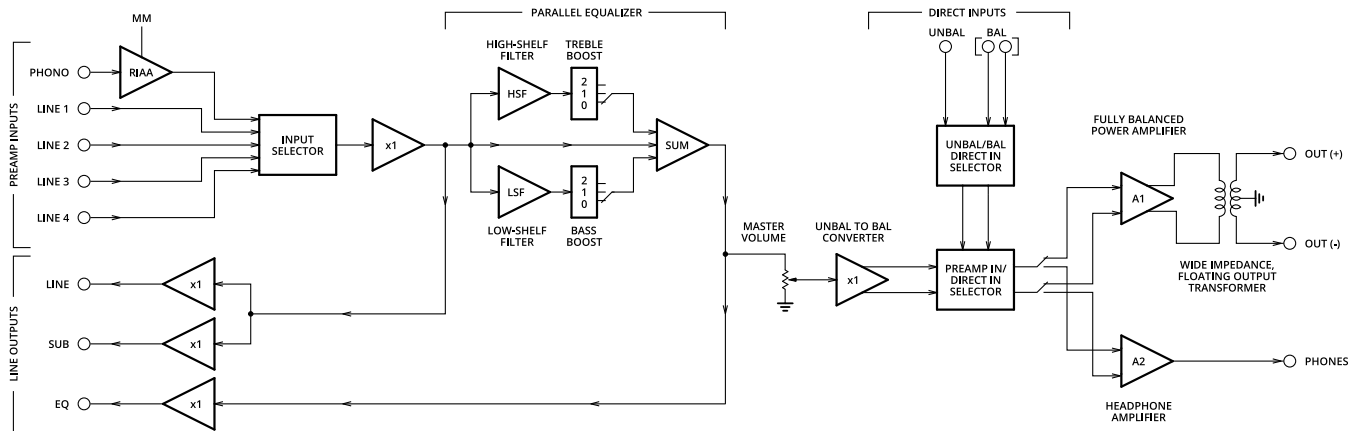 MM
PREAMP INPUTS
PHONO
RIAA
LINE 1
LINE 2
LINE 3
LINE 4
INPUT
SELECTOR
x1
PARALLEL EQUALIZER
HIGH-SHELF
FILTER
TREBLE
BOOST
HSF
2
1
0
SUM
LSF
2
1
0
LOW-SHELF
FILTER
BASS
BOOST
LINE OUTPUTS
LINE
x1
SUB
x1
EQ
x1
MASTER
VOLUME
UNBAL TO BAL
CONVERTER
x1
DIRECT INPUTS
UNBAL
BAL
UNBAL/BAL
DIRECT IN
SELECTOR
PREAMP IN/
DIRECT IN
SELECTOR
FULLY BALANCED
POWER AMPLIFIER
A1
OUT (+)
OUT (-)
WIDE IMPEDANCE,
FLOATING OUTPUT
TRANSFORMER
A2
PHONES
HEADPHONE
AMPLIFIER